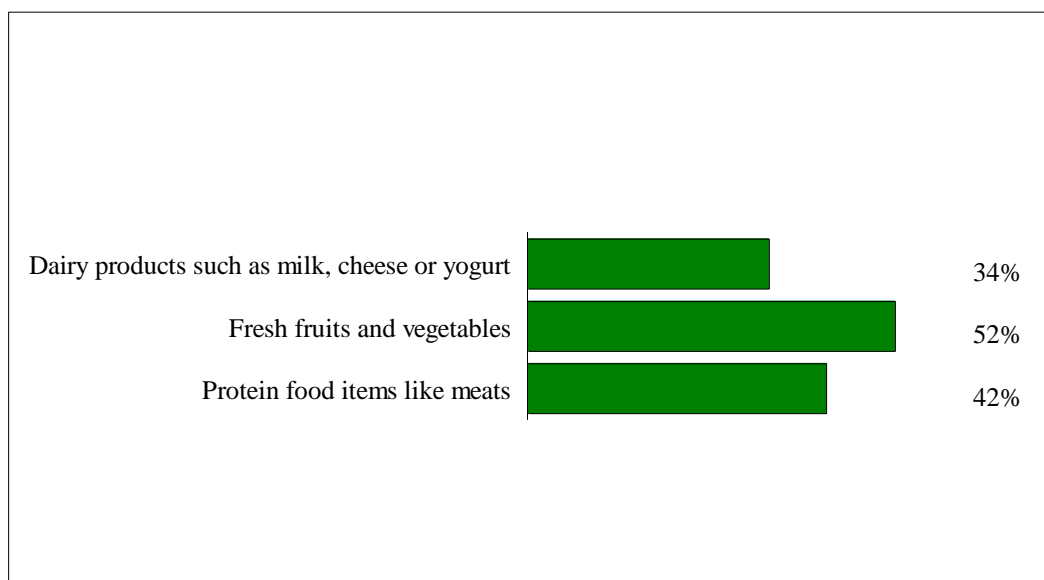 Dairy products such as milk, cheese or yogurt 34%
Fresh fruits and vegetables 52%
Protein food items like meats 42%